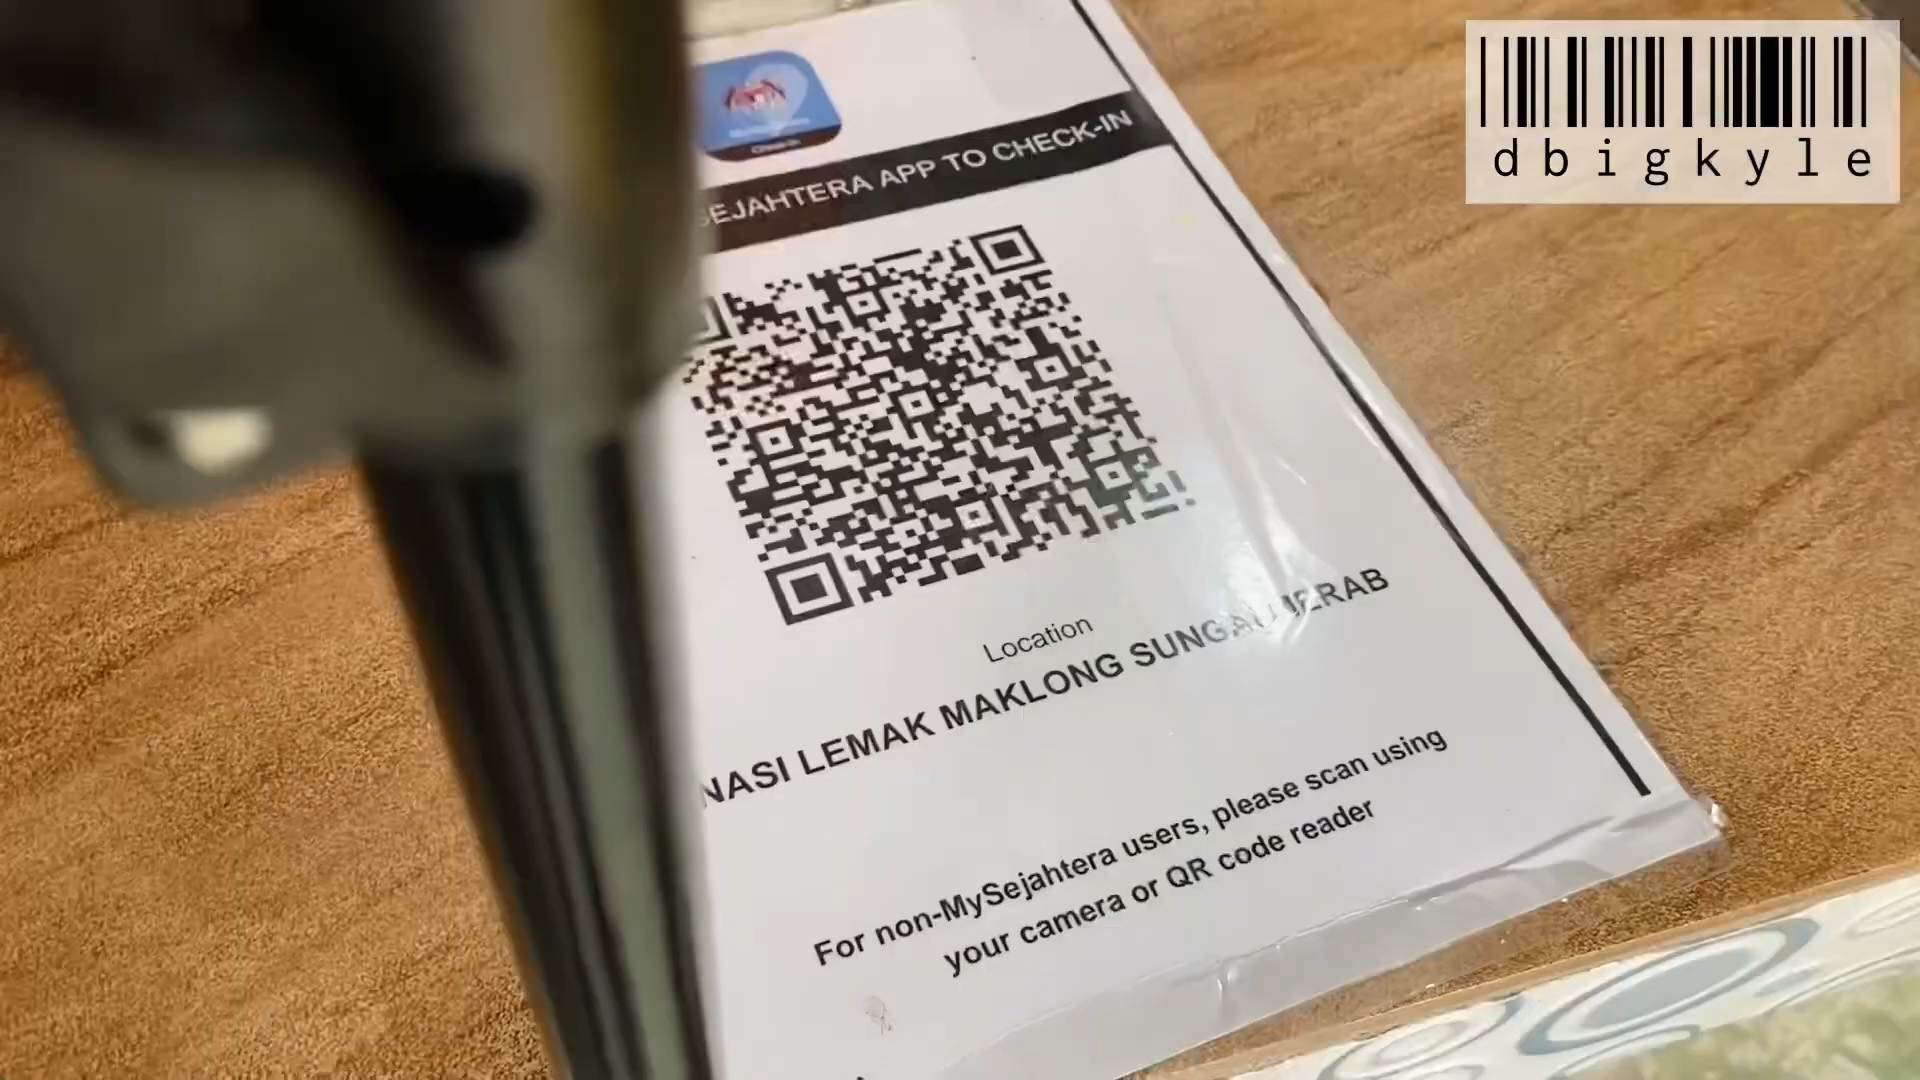 dbigkyle
SEJAHTERA APP TO CHECK-IN
Location
NASI LEMAK MAKLONG SUNGAI MERAB
For non-MySejahtera users, please scan using
your camera or QR code reader